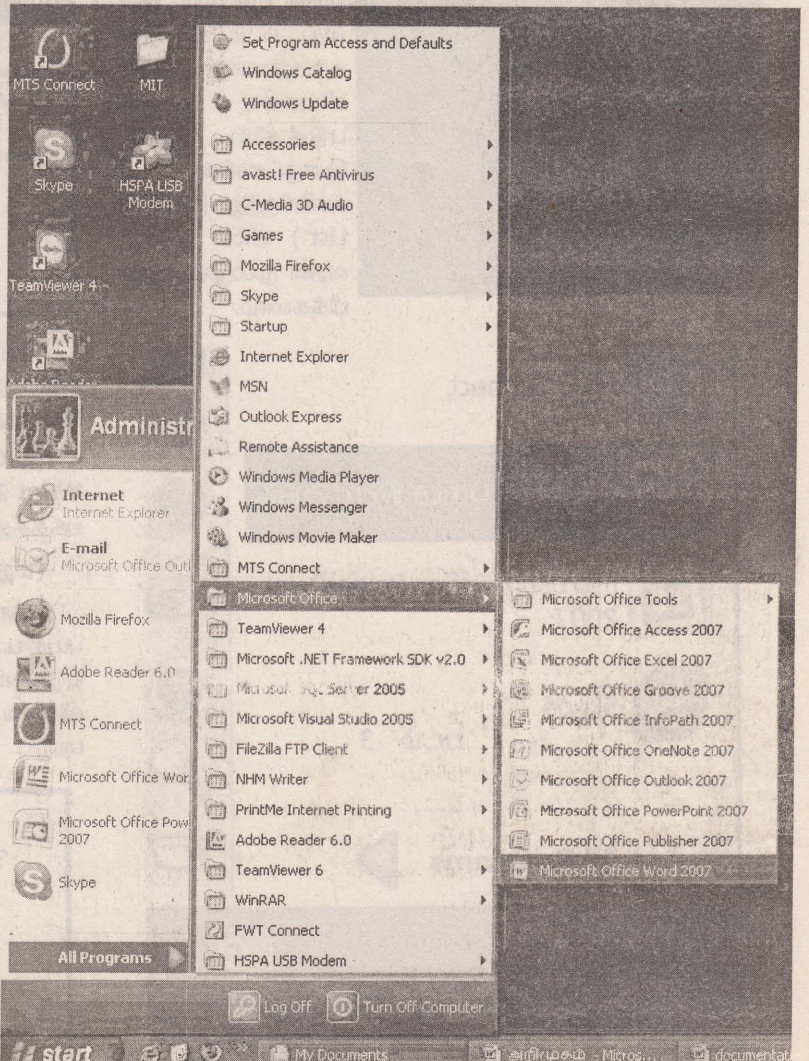 MTS Connect
MIT
Skype
HSPA USB
Modem
TeamViewer 4
Adobe Reader
Administr
Internet
Internet Explorer
E-mail
Microsoft Office Outl
Mozilla Firefox
Adobe Reader 6.0
MTS Connect
Microsoft Office Wor
Microsoft Office Pow
2007
Skype
All Programs
Set Program Access and Defaults
Windows Catalog
Windows Update
Accessories
avast! Free Antivirus
C-Media 3D Audio
Games
Mozilla Firefox
Skype
Startup
Internet Explorer
MSN
Outlook Express
Remote Assistance
Windows Media Player
Windows Messenger
Windows Movie Maker
MTS Connect
Microsoft Office
TeamViewer 4
Microsoft .NET Framework SDK v2.0
Microsoft SQL Server 2005
Microsoft Visual Studio 2005
FileZilla FTP Client
NHM Writer
PrintMe Internet Printing
Adobe Reader 6.0
TeamViewer 6
WinRAR
FWT Connect
HSPA USB Modem
Microsoft Office Tools
Microsoft Office Access 2007
Microsoft Office Excel 2007
Microsoft Office Groove 2007
Microsoft Office InfoPath 2007
Microsoft Office OneNote 2007
Microsoft Office Outlook 2007
Microsoft Office PowerPoint 2007
Microsoft Office Publisher 2007
Microsoft Office Word 2007
Log Off
Turn Off Computer
start
My Documents
அறிமுகம் - Micros...
documentat